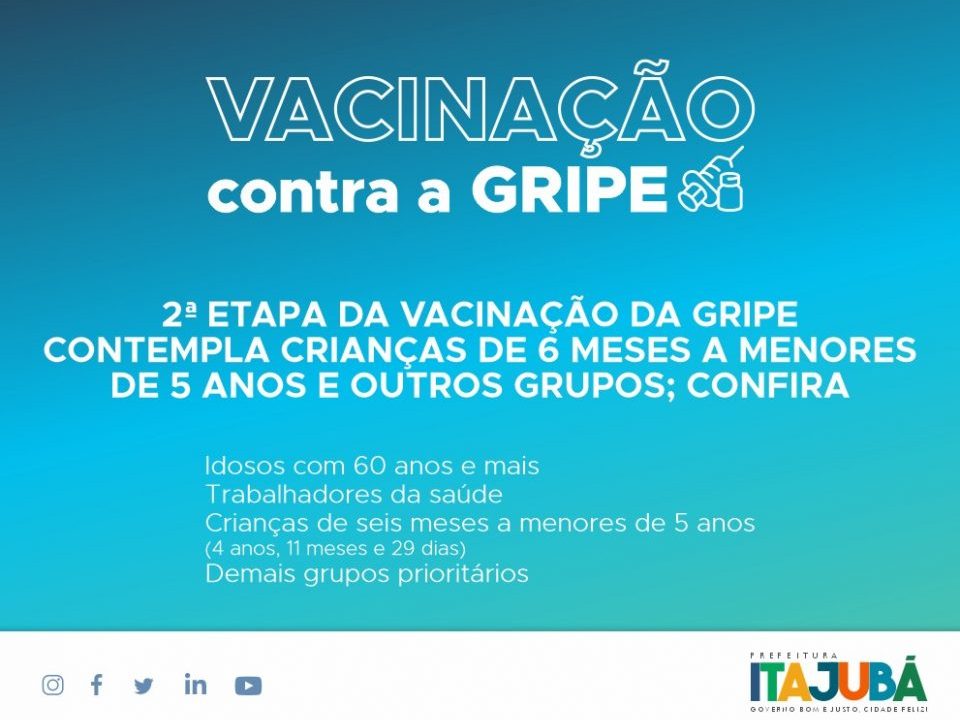 VACINAÇÃO
contra a GRIPE
2ª ETAPA DA VACINAÇÃO DA GRIPE
CONTEMPLA CRIANÇAS DE 6 MESES A MENORES
DE 5 ANOS E OUTROS GRUPOS; CONFIRA
Idosos com 60 anos e mais
Trabalhadores da saúde
Crianças de seis meses a menores de 5 anos
(4 anos, 11 meses e 29 dias)
Demais grupos prioritários
PREFEITURA
ITAJUBÁ
GOVERNO BOM E JUSTO, CIDADE FELIZ!